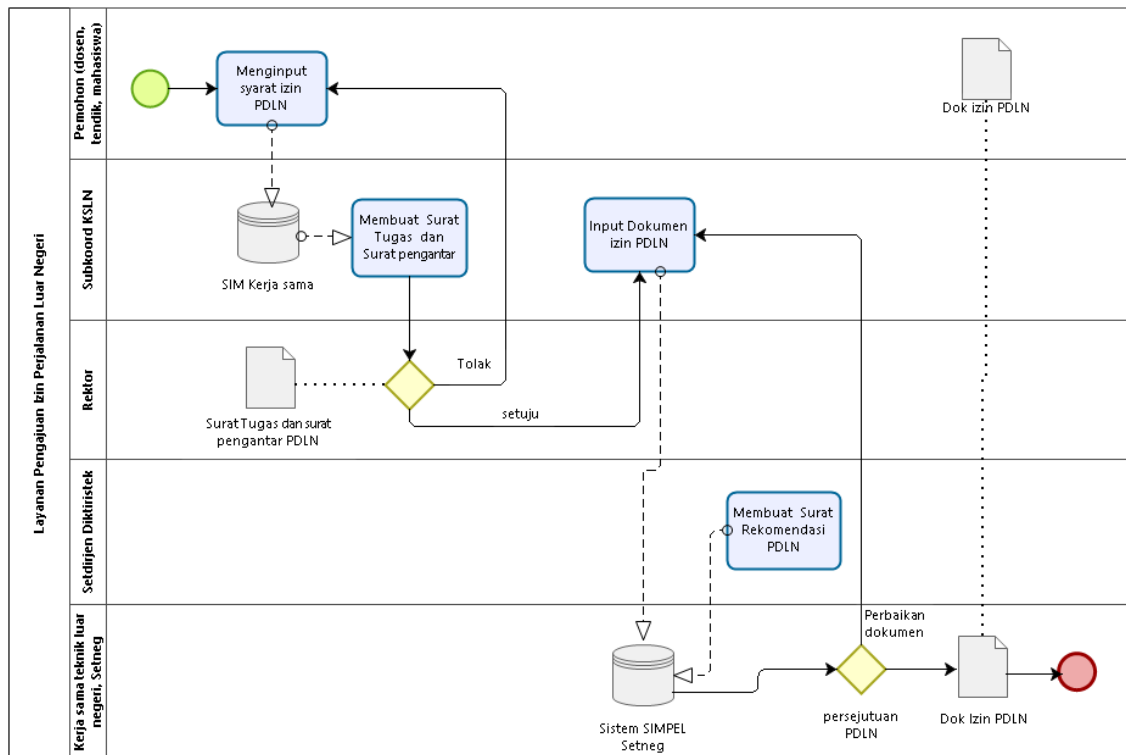 Layanan Pengajuan Izin Perjalanan Luar Negeri
Pemohon (dosen,
tendik, mahasiswa)
Menginput
syarat izin
PDLN
Dok izin PDLN
Subkoord KSLN
SIM Kerja sama
Membuat Surat
Tugas dan
Surat pengantar
Input Dokumen
izin PDLN
Rektor
Surat Tugas dan surat
pengantar PDLN
Tolak
setuju
Setdirjen Diktiristek
Membuat Surat
Rekomendasi
PDLN
Kerja sama teknik luar
negeri, Setneg
Sistem SIMPEL
Setneg
Perbaikan
dokumen
persejutuan
PDLN
Dok Izin PDLN